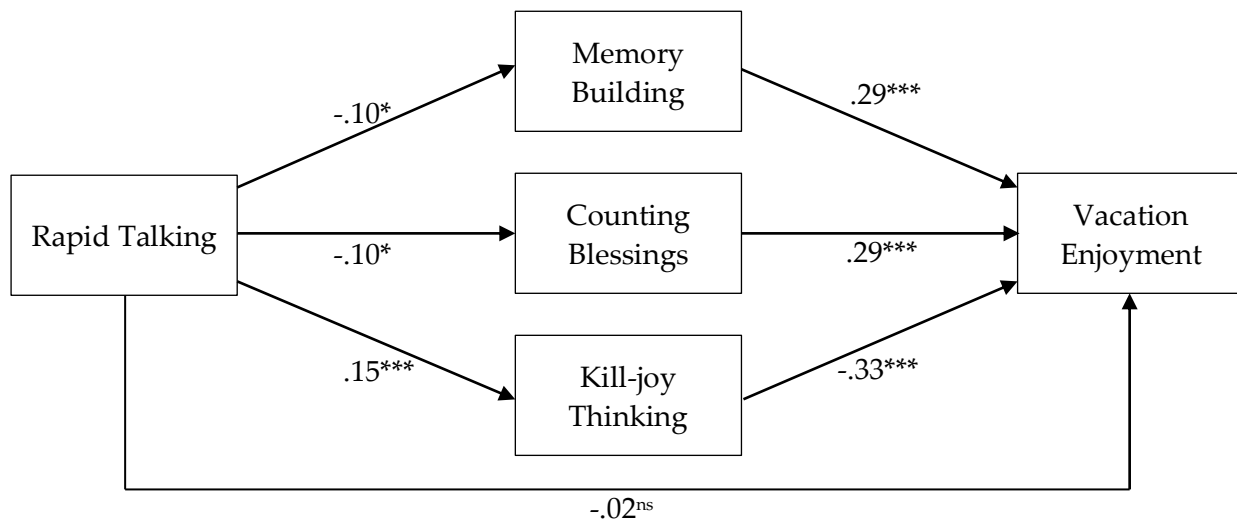 Memory
Building
-.10*
.29***
Rapid Talking
Counting
Blessings
-.10*
.29***
Vacation
Enjoyment
.15***
Kill-joy
Thinking
-.33***
-.02ns